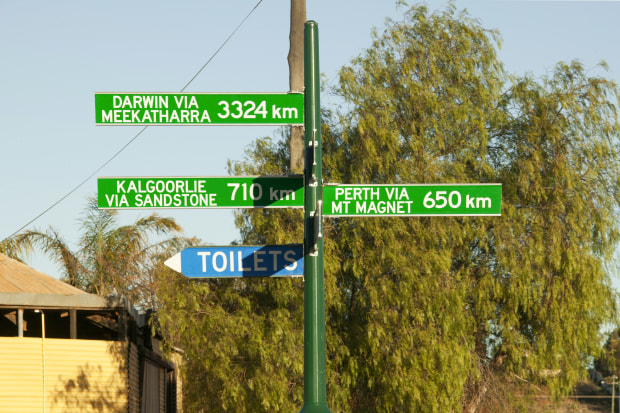 DARWIN VIA
MEEKATHARRA 3324 km
KALGOORLIE
VIA SANDSTONE 710 km
PERTH VIA
MT MAGNET 650 km
TOILETS